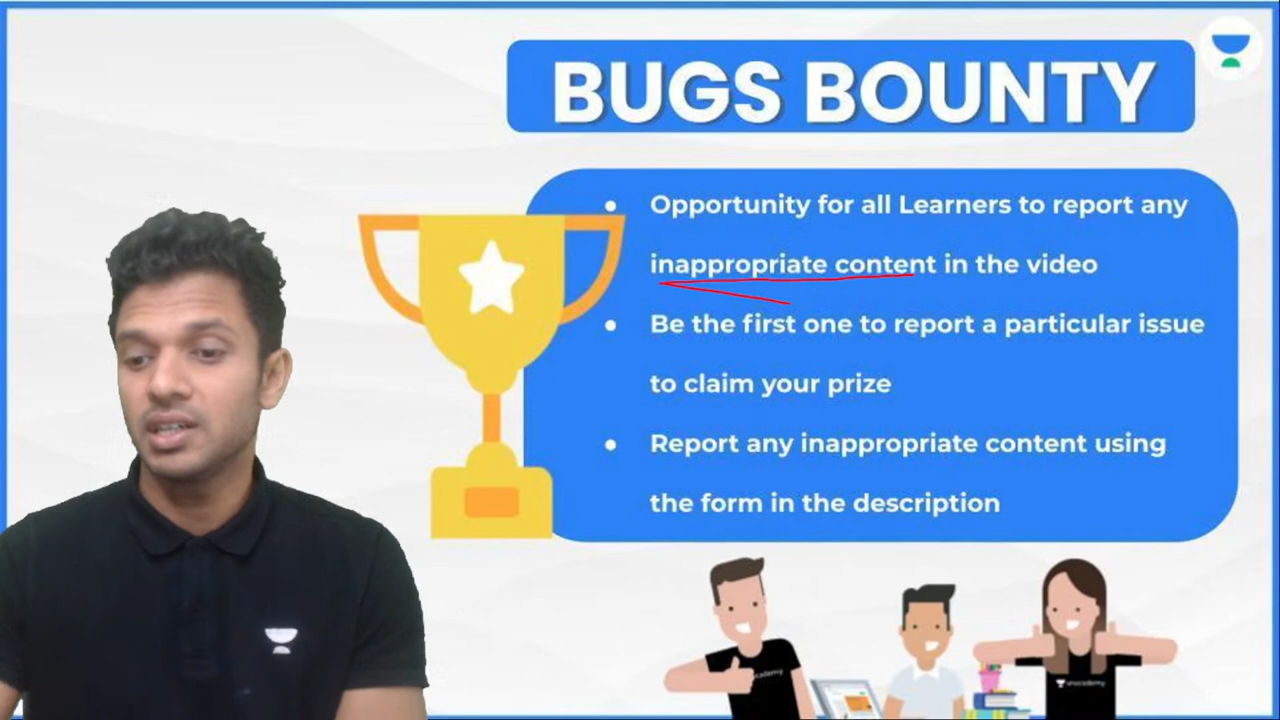 BUGS BOUNTY
• Opportunity for all Learners to report any
inappropriate content in the video
• Be the first one to report a particular issue
to claim your prize
• Report any inappropriate content using
the form in the description
unacademy